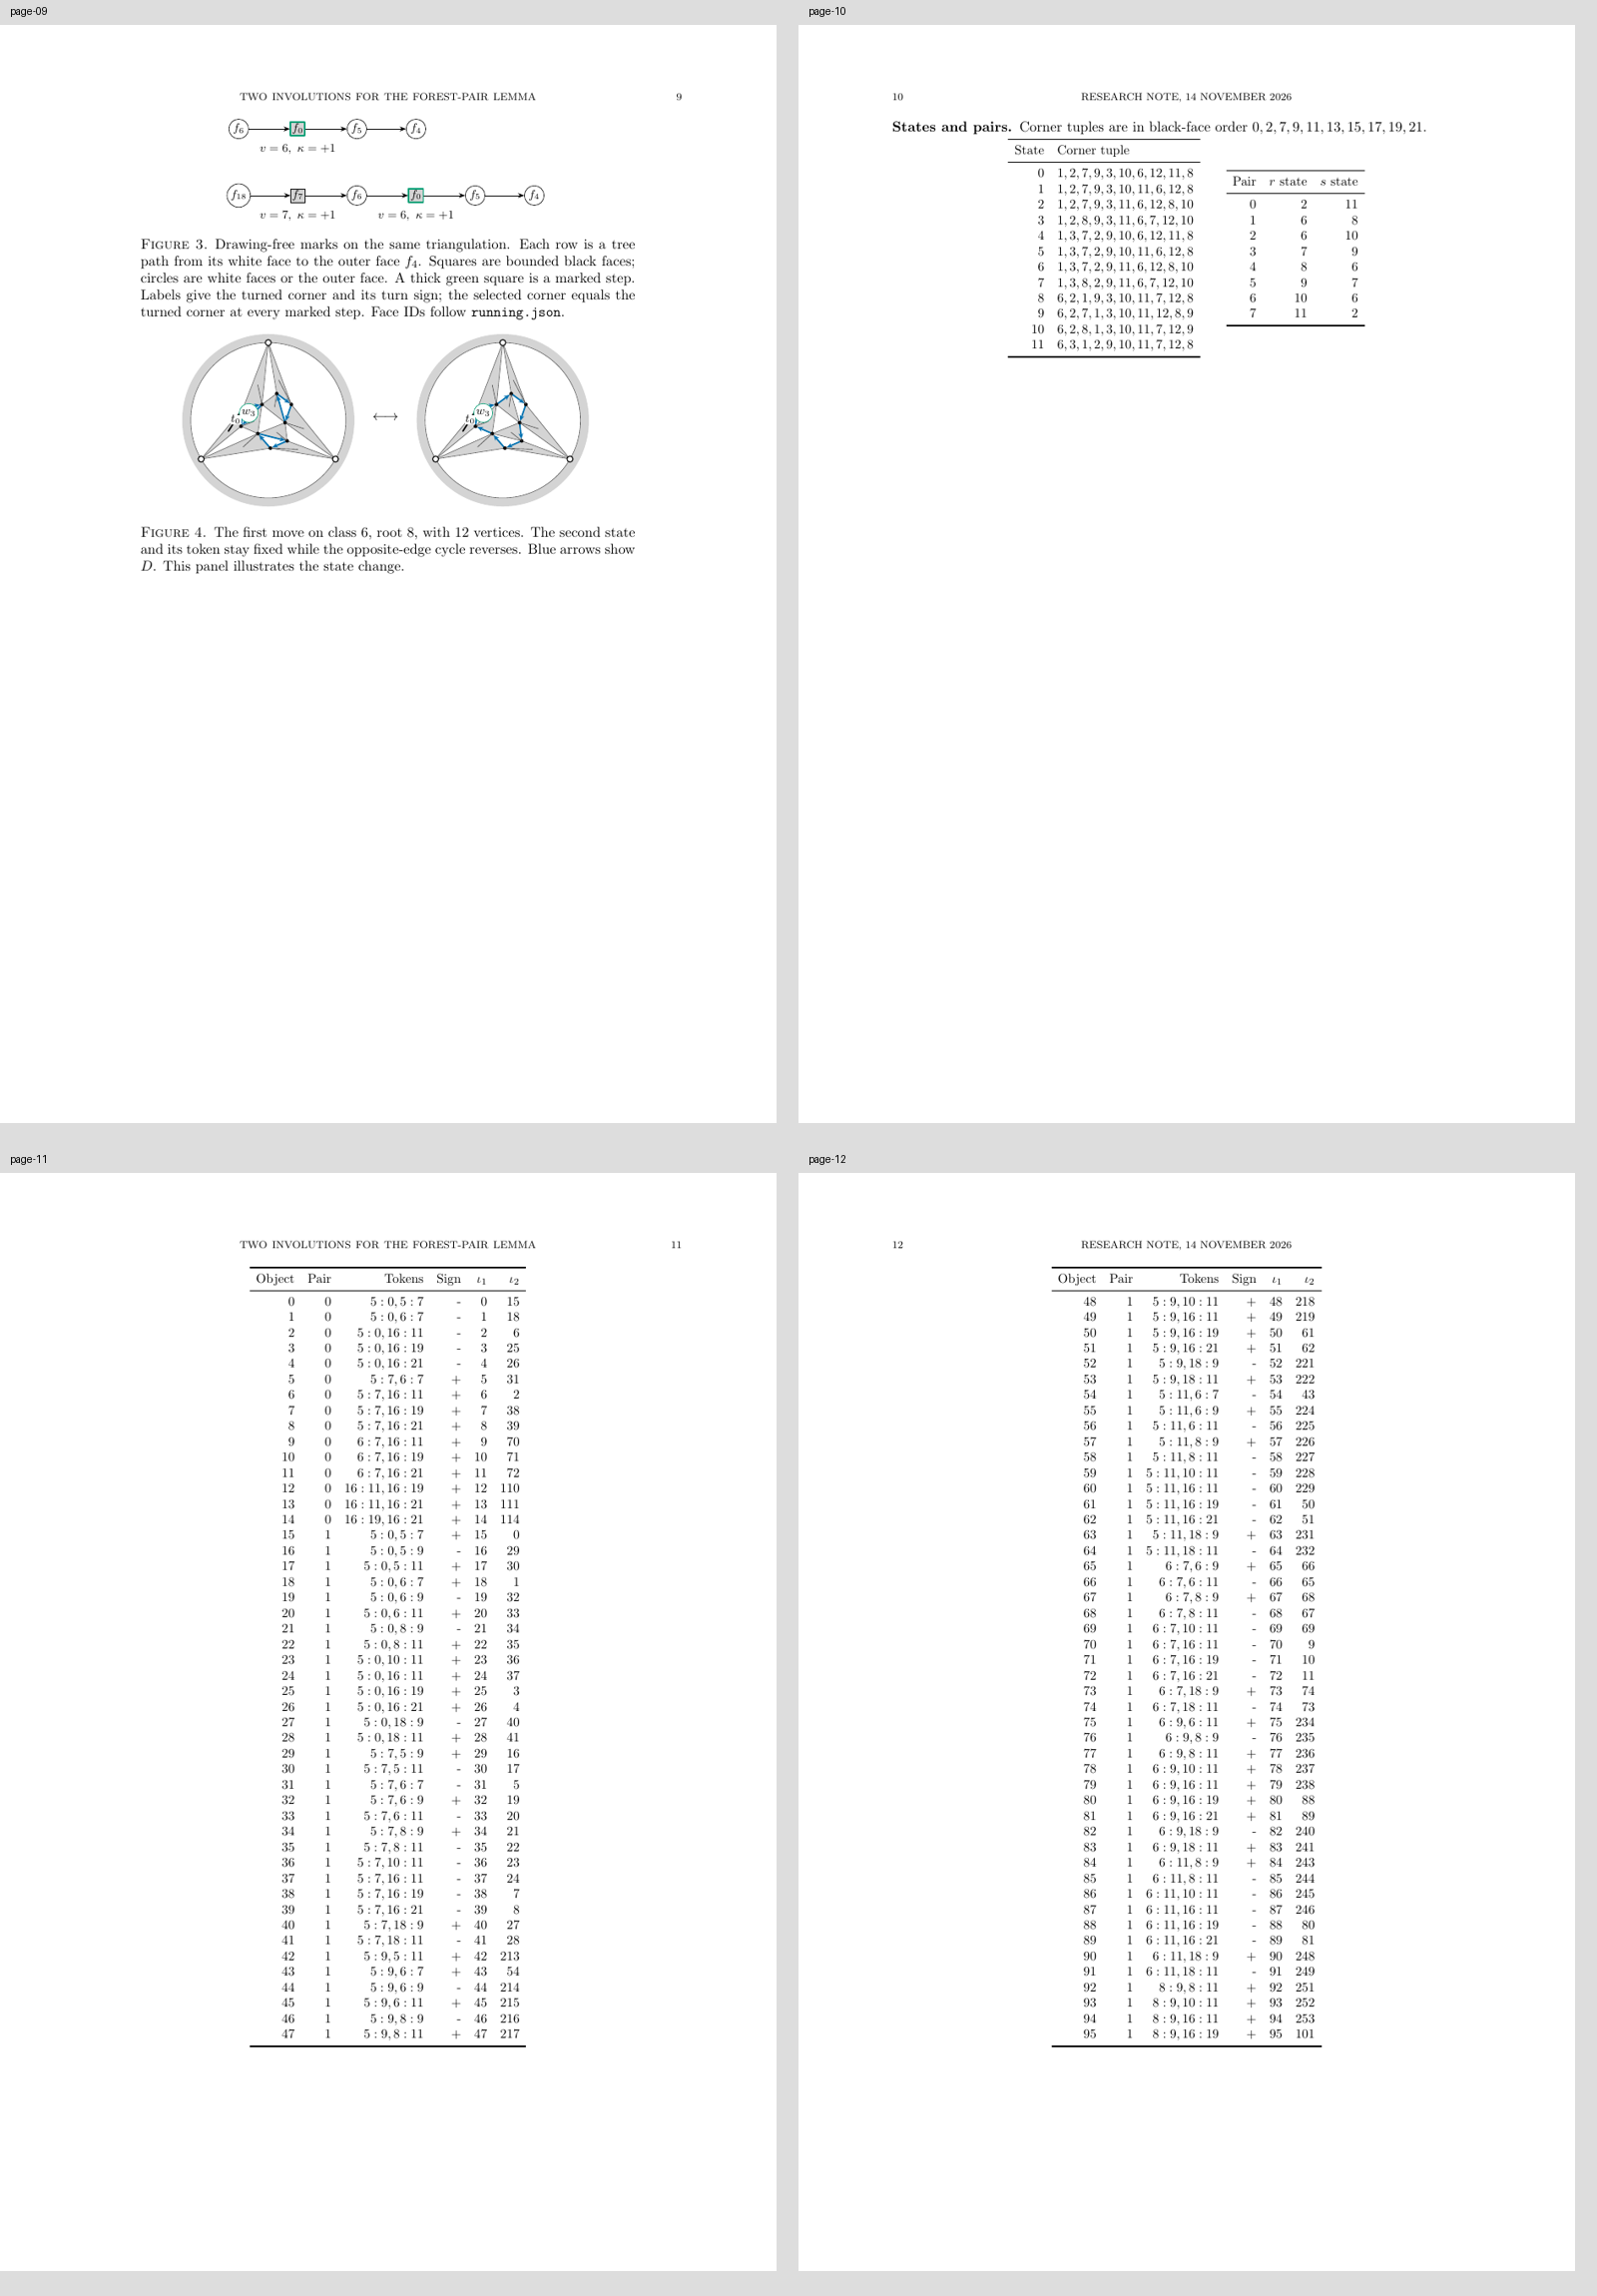 page-09
TWO INVOLUTIONS FOR THE FOREST-PAIR LEMMA 9
f6 f0 f5 f4
v = 6, κ = +1
f18 f7 f6 f0 f5 f4
v = 7, κ = +1 v = 6, κ = +1
FIGURE 3. Drawing-free marks on the same triangulation. Each row is a tree
path from its white face to the outer face f4. Squares are bounded black faces;
circles are white faces or the outer face. A thick green square is a marked step.
Labels give the turned corner and its turn sign; the selected corner equals the
turned corner at every marked step. Face IDs follow running.json.
w3 t0 ⟷ w3 t0
FIGURE 4. The first move on class 6, root 8, with 12 vertices. The second state
and its token stay fixed while the opposite-edge cycle reverses. Blue arrows show
D. This panel illustrates the state change.
page-10
10 RESEARCH NOTE, 14 NOVEMBER 2026
States and pairs. Corner tuples are in black-face order 0, 2, 7, 9, 11, 13, 15, 17, 19, 21.
State Corner tuple
0 1, 2, 7, 9, 3, 10, 6, 12, 11, 8
1 1, 2, 7, 9, 3, 10, 11, 6, 12, 8
2 1, 2, 7, 9, 3, 11, 6, 12, 8, 10
3 1, 2, 8, 9, 3, 11, 6, 7, 12, 10
4 1, 3, 7, 2, 9, 10, 6, 12, 11, 8
5 1, 3, 7, 2, 9, 10, 11, 6, 12, 8
6 1, 3, 7, 2, 9, 11, 6, 12, 8, 10
7 1, 3, 8, 2, 9, 11, 6, 7, 12, 10
8 6, 2, 1, 9, 3, 10, 11, 7, 12, 8
9 6, 2, 7, 1, 3, 10, 11, 12, 8, 9
10 6, 2, 8, 1, 3, 10, 11, 7, 12, 9
11 6, 3, 1, 2, 9, 10, 11, 7, 12, 8
Pair r state s state
0 2 11
1 6 8
2 6 10
3 7 9
4 8 6
5 9 7
6 10 6
7 11 2
page-11
TWO INVOLUTIONS FOR THE FOREST-PAIR LEMMA 11
Object Pair Tokens Sign ι1 ι2
0 0 5 : 0, 5 : 7 - 0 15
1 0 5 : 0, 6 : 7 - 1 18
2 0 5 : 0, 16 : 11 - 2 6
3 0 5 : 0, 16 : 19 - 3 25
4 0 5 : 0, 16 : 21 - 4 26
5 0 5 : 7, 6 : 7 + 5 31
6 0 5 : 7, 16 : 11 + 6 2
7 0 5 : 7, 16 : 19 + 7 38
8 0 5 : 7, 16 : 21 + 8 39
9 0 6 : 7, 16 : 11 + 9 70
10 0 6 : 7, 16 : 19 + 10 71
11 0 6 : 7, 16 : 21 + 11 72
12 0 16 : 11, 16 : 19 + 12 110
13 0 16 : 11, 16 : 21 + 13 111
14 0 16 : 19, 16 : 21 + 14 114
15 1 5 : 0, 5 : 7 + 15 0
16 1 5 : 0, 5 : 9 - 16 29
17 1 5 : 0, 5 : 11 + 17 30
18 1 5 : 0, 6 : 7 + 18 1
19 1 5 : 0, 6 : 9 - 19 32
20 1 5 : 0, 6 : 11 + 20 33
21 1 5 : 0, 8 : 9 - 21 34
22 1 5 : 0, 8 : 11 + 22 35
23 1 5 : 0, 10 : 11 + 23 36
24 1 5 : 0, 16 : 11 + 24 37
25 1 5 : 0, 16 : 19 + 25 3
26 1 5 : 0, 16 : 21 + 26 4
27 1 5 : 0, 18 : 9 - 27 40
28 1 5 : 0, 18 : 11 + 28 41
29 1 5 : 7, 5 : 9 + 29 16
30 1 5 : 7, 5 : 11 - 30 17
31 1 5 : 7, 6 : 7 - 31 5
32 1 5 : 7, 6 : 9 + 32 19
33 1 5 : 7, 6 : 11 - 33 20
34 1 5 : 7, 8 : 9 + 34 21
35 1 5 : 7, 8 : 11 - 35 22
36 1 5 : 7, 10 : 11 - 36 23
37 1 5 : 7, 16 : 11 - 37 24
38 1 5 : 7, 16 : 19 - 38 7
39 1 5 : 7, 16 : 21 - 39 8
40 1 5 : 7, 18 : 9 + 40 27
41 1 5 : 7, 18 : 11 - 41 28
42 1 5 : 9, 5 : 11 + 42 213
43 1 5 : 9, 6 : 7 + 43 54
44 1 5 : 9, 6 : 9 - 44 214
45 1 5 : 9, 6 : 11 + 45 215
46 1 5 : 9, 8 : 9 - 46 216
47 1 5 : 9, 8 : 11 + 47 217
page-12
12 RESEARCH NOTE, 14 NOVEMBER 2026
Object Pair Tokens Sign ι1 ι2
48 1 5 : 9, 10 : 11 + 48 218
49 1 5 : 9, 16 : 11 + 49 219
50 1 5 : 9, 16 : 19 + 50 61
51 1 5 : 9, 16 : 21 + 51 62
52 1 5 : 9, 18 : 9 - 52 221
53 1 5 : 9, 18 : 11 + 53 222
54 1 5 : 11, 6 : 7 - 54 43
55 1 5 : 11, 6 : 9 + 55 224
56 1 5 : 11, 6 : 11 - 56 225
57 1 5 : 11, 8 : 9 + 57 226
58 1 5 : 11, 8 : 11 - 58 227
59 1 5 : 11, 10 : 11 - 59 228
60 1 5 : 11, 16 : 11 - 60 229
61 1 5 : 11, 16 : 19 - 61 50
62 1 5 : 11, 16 : 21 - 62 51
63 1 5 : 11, 18 : 9 + 63 231
64 1 5 : 11, 18 : 11 - 64 232
65 1 6 : 7, 6 : 9 + 65 66
66 1 6 : 7, 6 : 11 - 66 65
67 1 6 : 7, 8 : 9 + 67 68
68 1 6 : 7, 8 : 11 - 68 67
69 1 6 : 7, 10 : 11 - 69 69
70 1 6 : 7, 16 : 11 - 70 9
71 1 6 : 7, 16 : 19 - 71 10
72 1 6 : 7, 16 : 21 - 72 11
73 1 6 : 7, 18 : 9 + 73 74
74 1 6 : 7, 18 : 11 - 74 73
75 1 6 : 9, 6 : 11 + 75 234
76 1 6 : 9, 8 : 9 - 76 235
77 1 6 : 9, 8 : 11 + 77 236
78 1 6 : 9, 10 : 11 + 78 237
79 1 6 : 9, 16 : 11 + 79 238
80 1 6 : 9, 16 : 19 + 80 88
81 1 6 : 9, 16 : 21 + 81 89
82 1 6 : 9, 18 : 9 - 82 240
83 1 6 : 9, 18 : 11 + 83 241
84 1 6 : 11, 8 : 9 + 84 243
85 1 6 : 11, 8 : 11 - 85 244
86 1 6 : 11, 10 : 11 - 86 245
87 1 6 : 11, 16 : 11 - 87 246
88 1 6 : 11, 16 : 19 - 88 80
89 1 6 : 11, 16 : 21 - 89 81
90 1 6 : 11, 18 : 9 + 90 248
91 1 6 : 11, 18 : 11 - 91 249
92 1 8 : 9, 8 : 11 + 92 251
93 1 8 : 9, 10 : 11 + 93 252
94 1 8 : 9, 16 : 11 + 94 253
95 1 8 : 9, 16 : 19 + 95 101